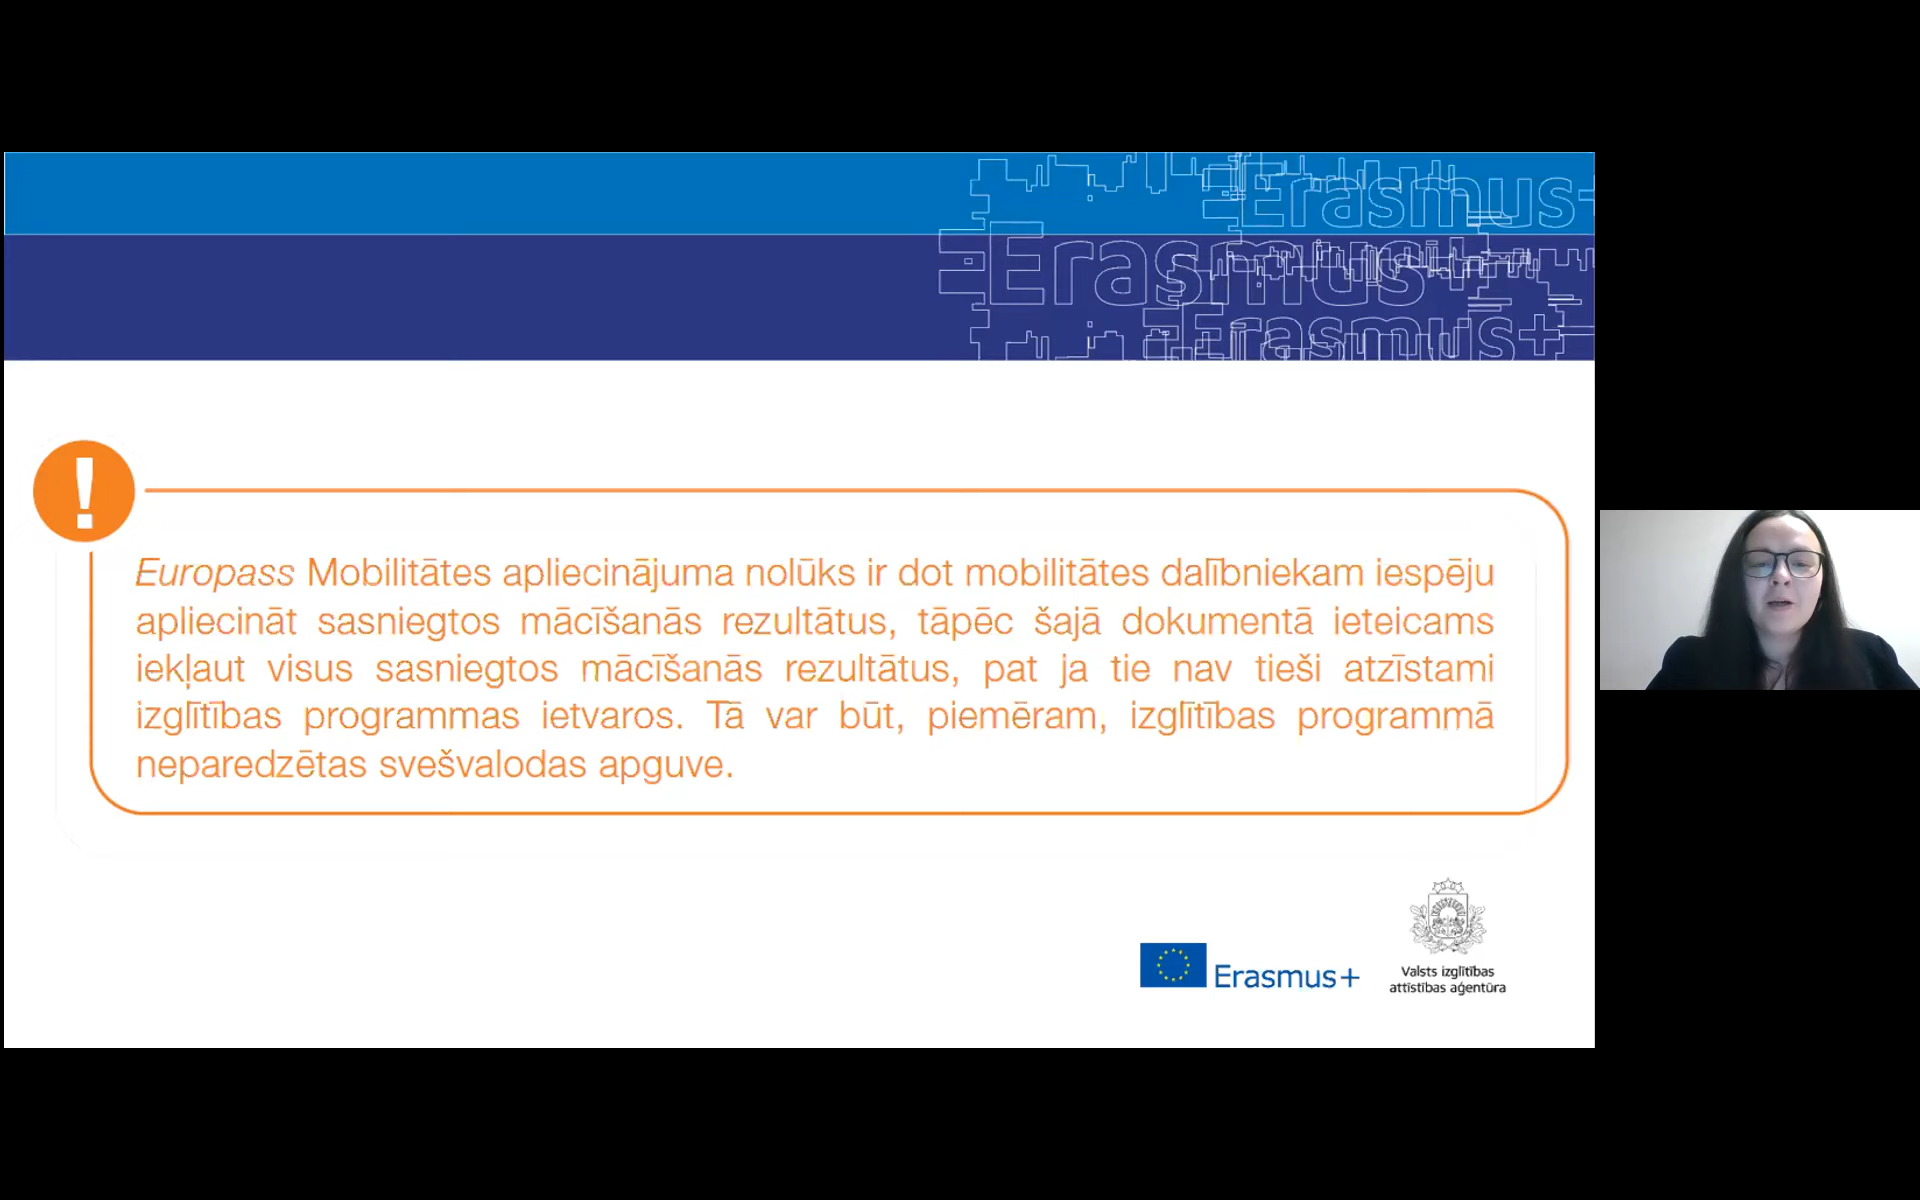 Erasmus+
Erasmus+
Erasmus+
!
Europass Mobilitātes apliecinājuma nolūks ir dot mobilitātes dalībniekam iespēju
apliecināt sasniegtos mācīšanās rezultātus, tāpēc šajā dokumentā ieteicams
iekļaut visus sasniegtos mācīšanās rezultātus, pat ja tie nav tieši atzīstami
izglītības programmas ietvaros. Tā var būt, piemēram, izglītības programmā
neparedzētas svešvalodas apguve.
Erasmus+
Valsts izglītības
attīstības aģentūra